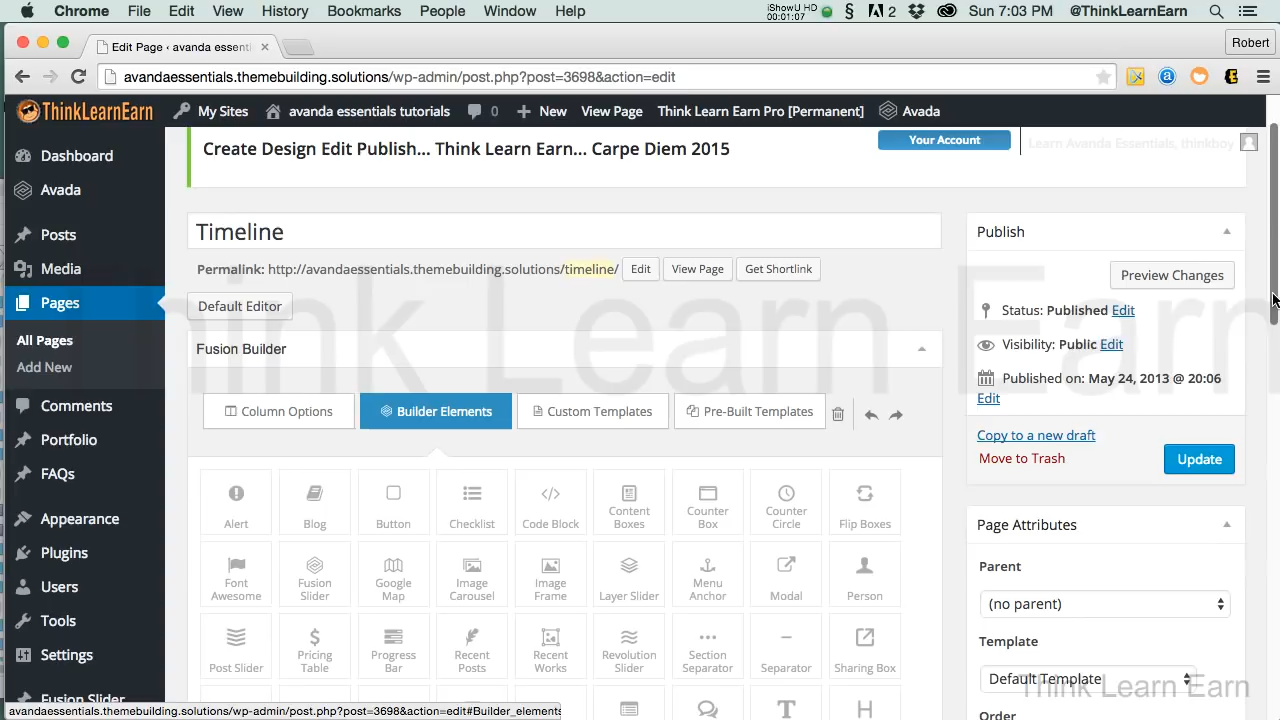 Chrome File Edit View History Bookmarks People Window Help iShowU HD 00:01:07 2 Sun 7:03 PM @ThinkLearnEarn
Edit Page ‹ avanda essenti × Robert
avandaessentials.themebuilding.solutions/wp-admin/post.php?post=3698&action=edit
ThinkLearnEarn My Sites avanda essentials tutorials 0 New View Page Think Learn Earn Pro [Permanent] Avada
Create Design Edit Publish... Think Learn Earn... Carpe Diem 2015 Your Account Learn Avanda Essentials, thinkboy
Dashboard
Avada
Posts
Media
Pages
All Pages
Add New
Comments
Portfolio
FAQs
Appearance
Plugins
Users
Tools
Settings
Fusion Slider
Timeline
Permalink: http://avandaessentials.themebuilding.solutions/timeline/ Edit View Page Get Shortlink
Default Editor
Fusion Builder
Column Options Builder Elements Custom Templates Pre-Built Templates
Alert Blog Button Checklist Code Block Content Boxes Counter Box Counter Circle Flip Boxes
Font Awesome Fusion Slider Google Map Image Carousel Image Frame Layer Slider Menu Anchor Modal Person
Post Slider Pricing Table Progress Bar Recent Posts Recent Works Revolution Slider Section Separator Separator Sharing Box
Publish
Preview Changes
Status: Published Edit
Visibility: Public Edit
Published on: May 24, 2013 @ 20:06
Edit
Copy to a new draft
Move to Trash Update
Page Attributes
Parent
(no parent)
Template
Default Template
Order
Think Learn Earn
Think Learn Earn
avandaessentials.themebuilding.solutions/wp-admin/post.php?post=3698&action=edit#Builder_elements